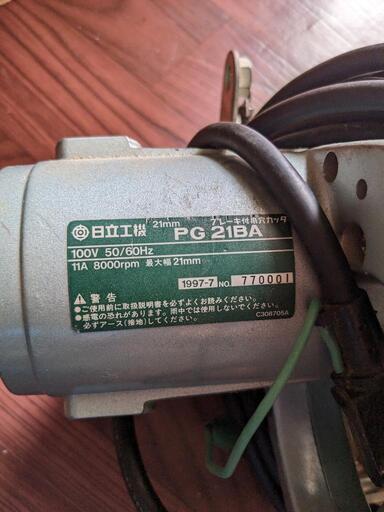 日立工機 21mm ブレーキ付角穴カッタ
PG 21BA
100V 50/60Hz
11A 8000rpm 最大幅21mm
1997-7 NO. 770001
警告
●ご使用前に取扱説明書を必ずよくお読みください。
●感電の恐れがあります。雨中では使用しないでください。
必ずアース(接地)してください。
C308705A